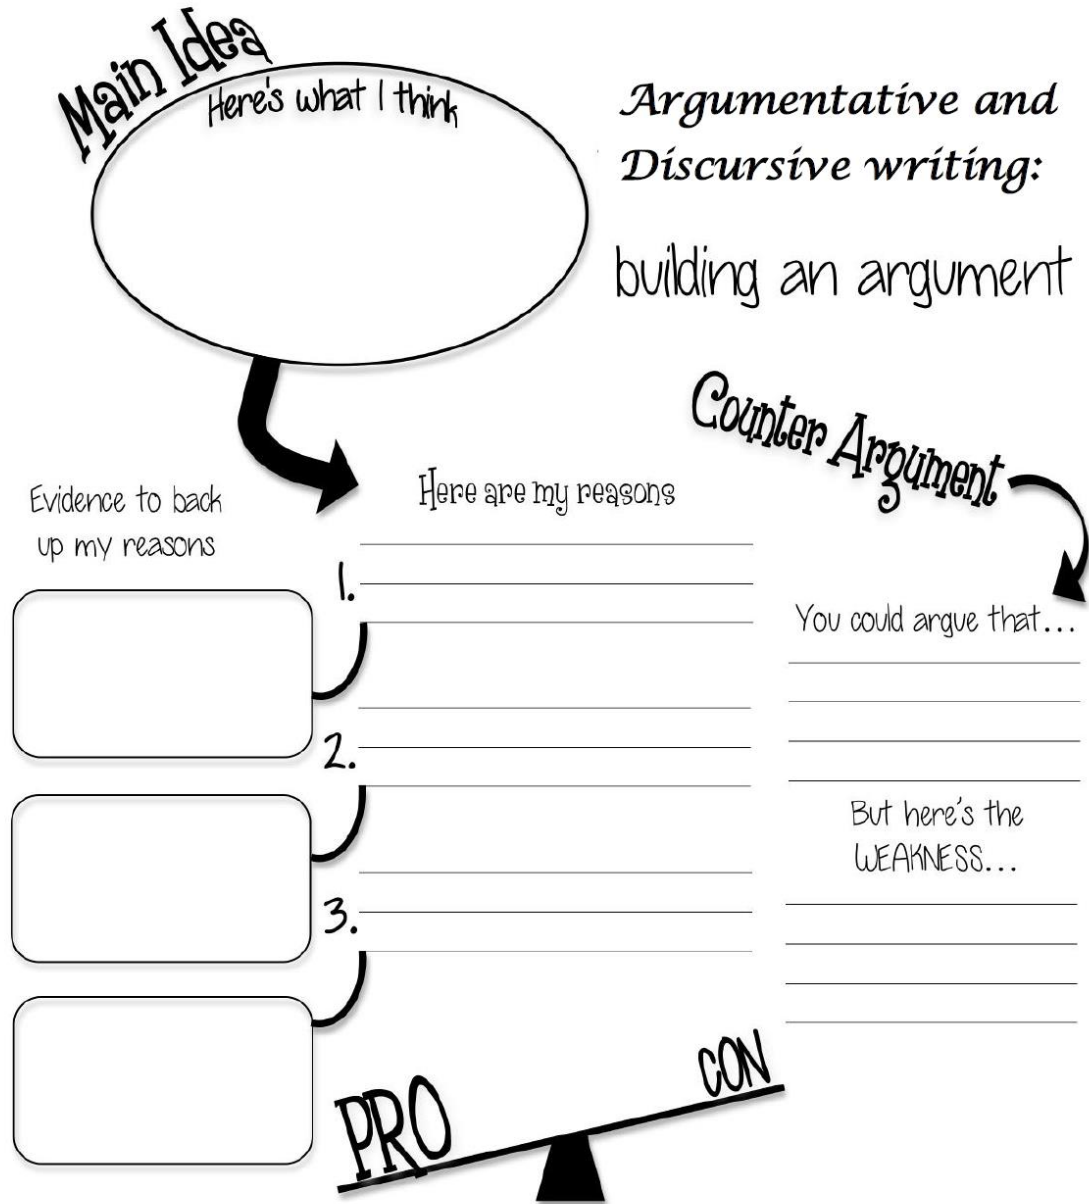 Main Idea
Here's what I think
Argumentative and
Discursive writing:
building an argument
Counter Argument
Evidence to back
up my reasons
Here are my reasons
1.
2.
3.
You could argue that...
But here's the
WEAKNESS...
PRO
CON